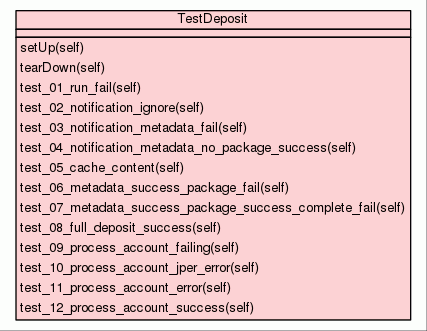 TestDeposit
setUp(self)
tearDown(self)
test_01_run_fail(self)
test_02_notification_ignore(self)
test_03_notification_metadata_fail(self)
test_04_notification_metadata_no_package_success(self)
test_05_cache_content(self)
test_06_metadata_success_package_fail(self)
test_07_metadata_success_package_success_complete_fail(self)
test_08_full_deposit_success(self)
test_09_process_account_failing(self)
test_10_process_account_jper_error(self)
test_11_process_account_error(self)
test_12_process_account_success(self)